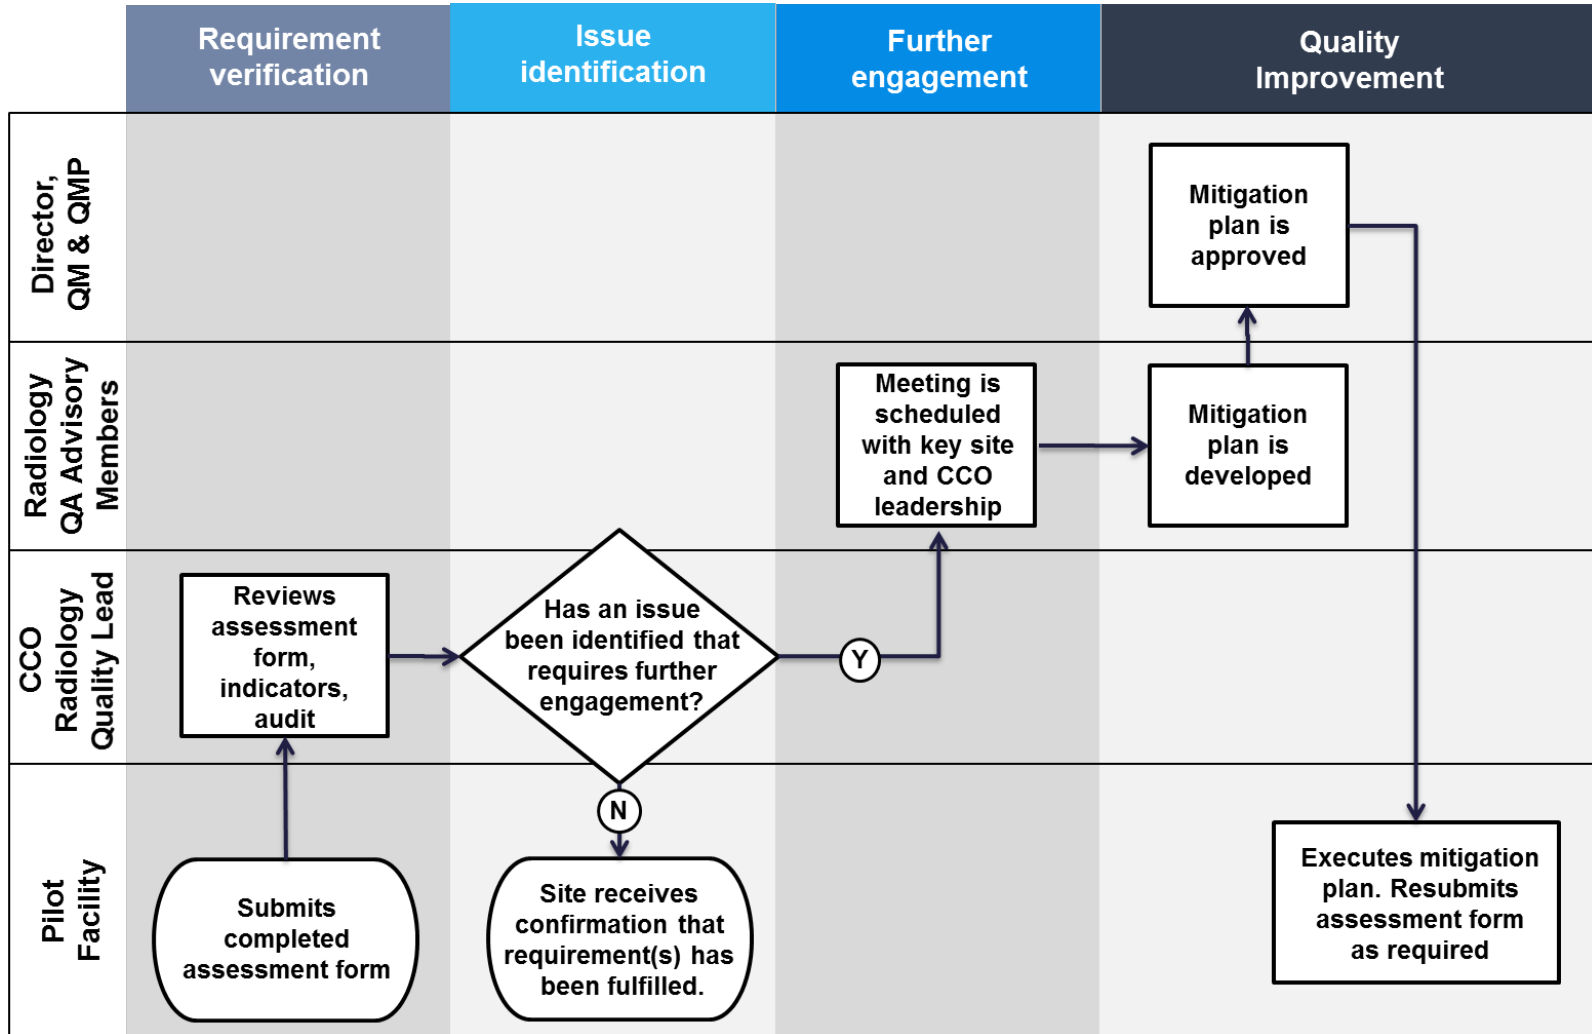 Requirement
verification
Issue
identification
Further
engagement
Quality
Improvement
Director,
QM & QMP
Mitigation
plan is
approved
Radiology
QA Advisory
Members
Meeting is
scheduled
with key site
and CCO
leadership
Mitigation
plan is
developed
CCO
Radiology
Quality Lead
Reviews
assessment
form,
indicators,
audit
Has an issue
been identified that
requires further
engagement?
Y
N
Pilot
Facility
Submits
completed
assessment form
Site receives
confirmation that
requirement(s) has
been fulfilled.
Executes mitigation
plan. Resubmits
assessment form
as required